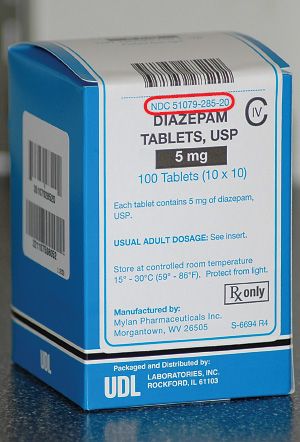 NDC 51079-285-20
DIAZEPAM
TABLETS, USP
CIV
5 mg
100 Tablets (10 x 10)
Each tablet contains 5 mg of diazepam,
USP.
USUAL ADULT DOSAGE: See insert.
Store at controlled room temperature
15° - 30°C (59° - 86°F). Protect from light.
Rx only
Manufactured by:
Mylan Pharmaceuticals Inc.
Morgantown, WV 26505
S-6694 R4
Packaged and Distributed by:
UDL LABORATORIES, INC.
ROCKFORD, IL 61103
UDL